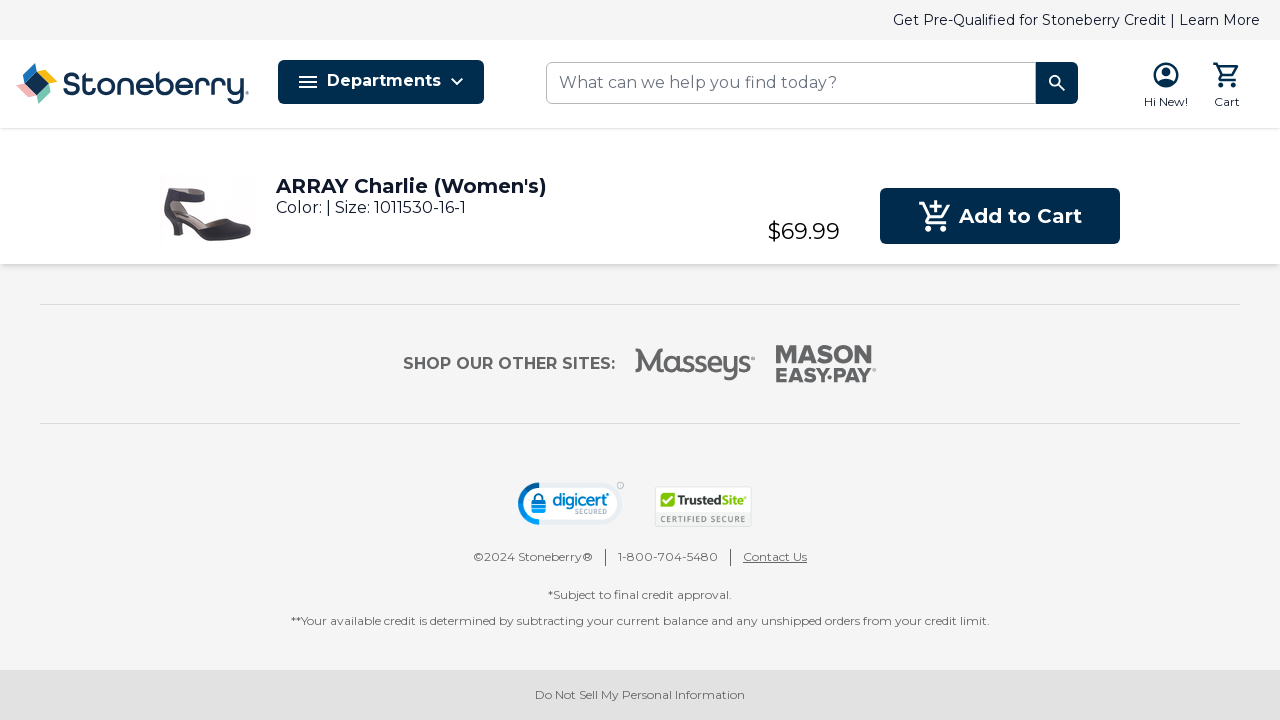 Get Pre-Qualified for Stoneberry Credit | Learn More
Stoneberry®
Departments
What can we help you find today?
Hi New!
Cart
ARRAY Charlie (Women's)
Color: | Size: 1011530-16-1
$69.99
Add to Cart
SHOP OUR OTHER SITES:
Masseys®
MASON
EASY•PAY®
digicert®
SECURED
TrustedSite®
CERTIFIED SECURE
©2024 Stoneberry®
1-800-704-5480
Contact Us
*Subject to final credit approval.
**Your available credit is determined by subtracting your current balance and any unshipped orders from your credit limit.
Do Not Sell My Personal Information